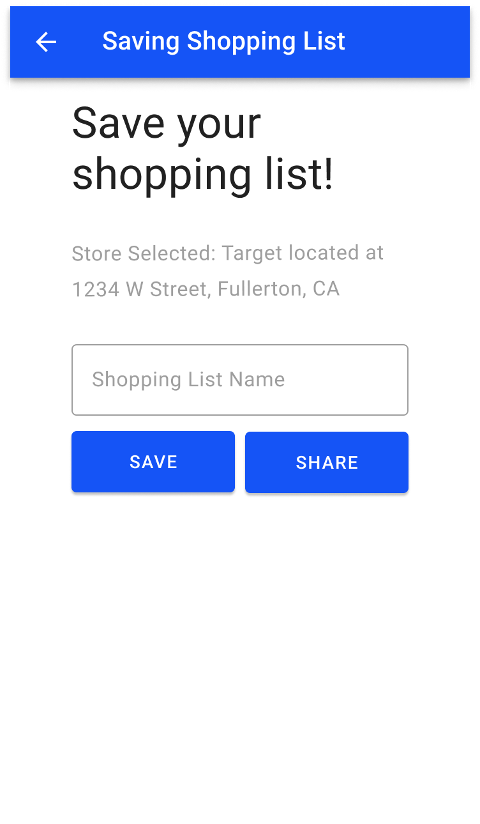 Saving Shopping List
Save your
shopping list!
Store Selected: Target located at
1234 W Street, Fullerton, CA
Shopping List Name
SAVE
SHARE